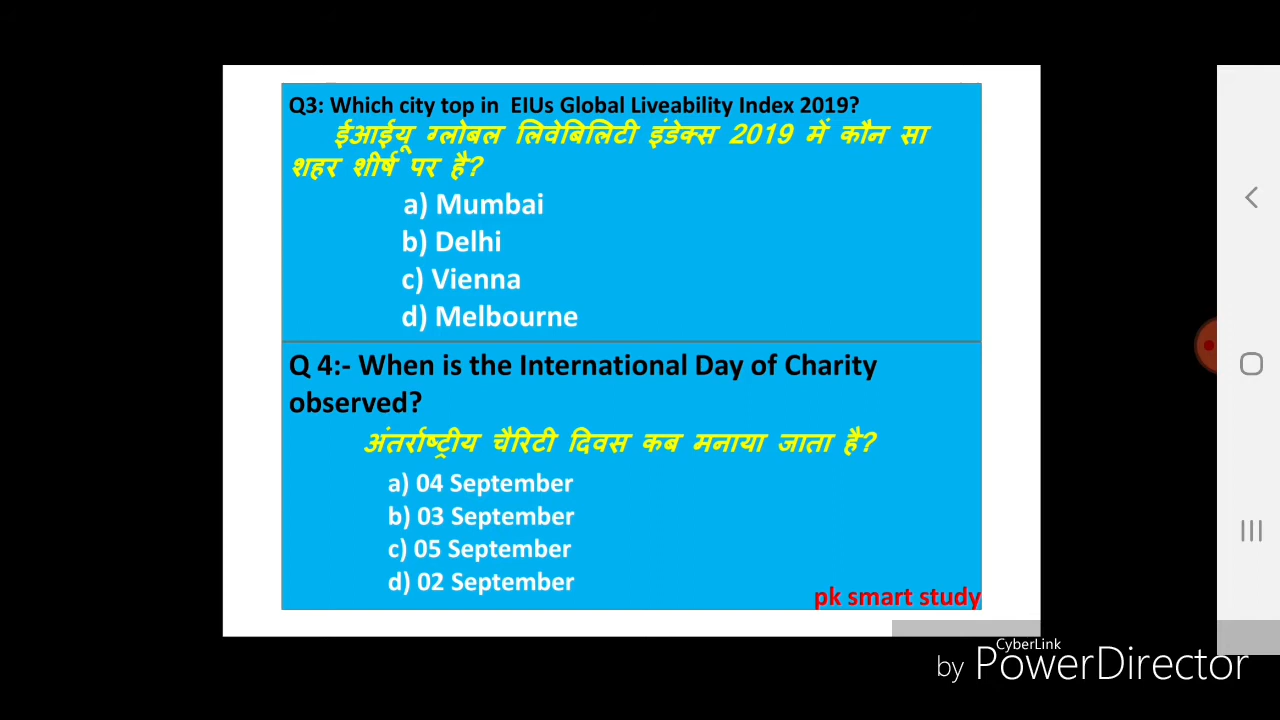 Q3: Which city top in EIUs Global Liveability Index 2019?
ईआईयू ग्लोबल लिवेबिलिटी इंडेक्स 2019 में कौन सा
शहर शीर्ष पर है?
a) Mumbai
b) Delhi
c) Vienna
d) Melbourne
Q 4:- When is the International Day of Charity
observed?
अंतर्राष्ट्रीय चैरिटी दिवस कब मनाया जाता है?
a) 04 September
b) 03 September
c) 05 September
d) 02 September
pk smart study
CyberLink
by PowerDirector